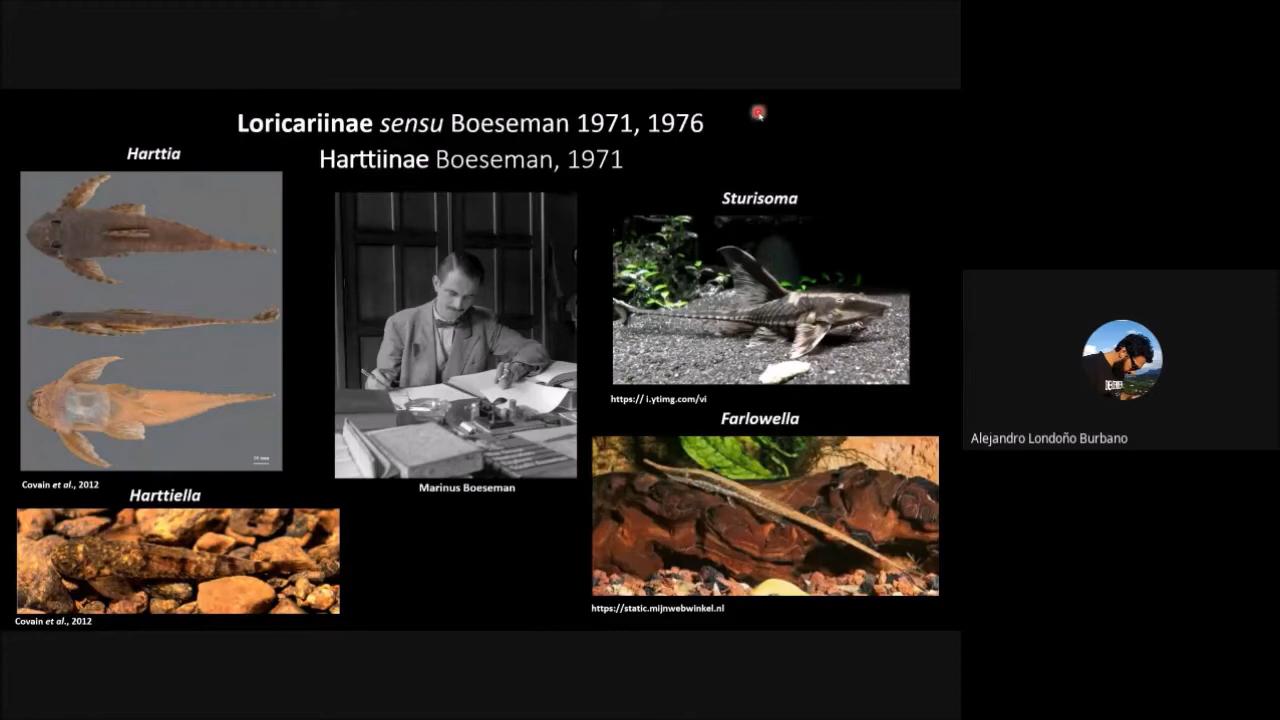 Loricariinae sensu Boeseman 1971, 1976
Harttiinae Boeseman, 1971
Harttia
Covain et al., 2012
Harttiella
Covain et al., 2012
Marinus Boeseman
Sturisoma
https:// i.ytimg.com/vi
Farlowella
https://static.mijnwebwinkel.nl
Alejandro Londoño Burbano